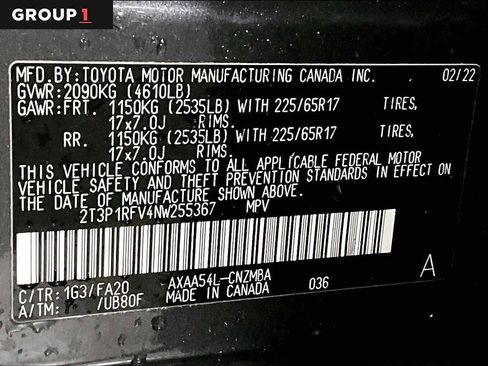 GROUP 1
MFD.BY:TOYOTA MOTOR MANUFACTURING CANADA INC. 02/22
GVWR:2090KG (4610LB)
GAWR:FRT. 1150KG (2535LB) WITH 225/65R17 TIRES,
17x7.0J RIMS.
RR. 1150KG (2535LB) WITH 225/65R17 TIRES,
17x7.0J RIMS.
THIS VEHICLE CONFORMS TO ALL APPLICABLE FEDERAL MOTOR
VEHICLE SAFETY AND THEFT PREVENTION STANDARDS IN EFFECT ON
THE DATE OF MANUFACTURE SHOWN ABOVE.
2T3P1RFV4NW255367 MPV
C/TR:1G3/FA20 AXAA54L-CNZMBA
A/TM: /UB80F MADE IN CANADA 036 A